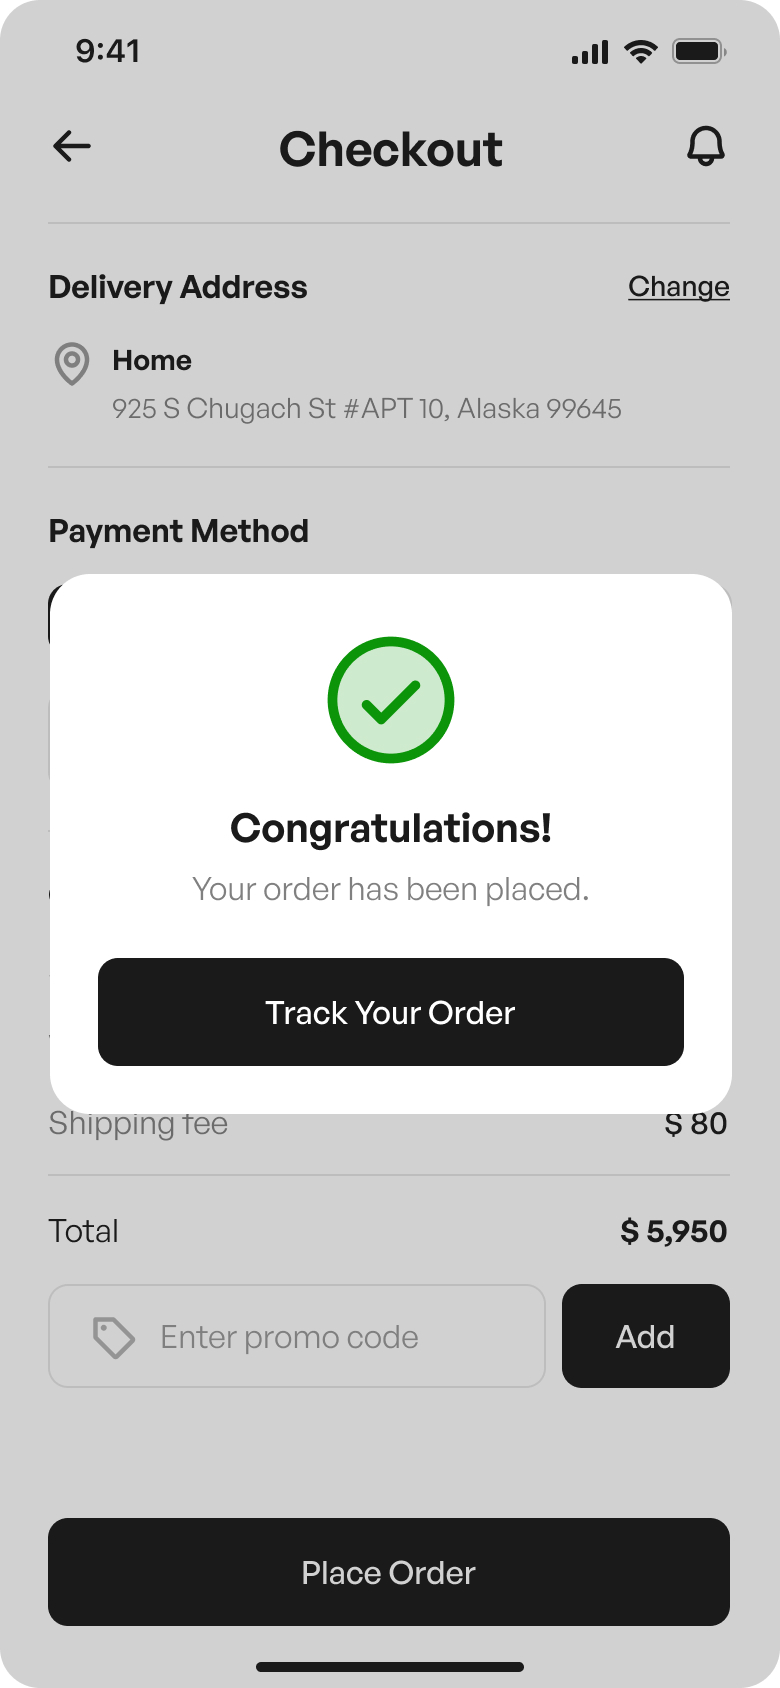 9:41
Checkout
Delivery Address
Change
Home
925 S Chugach St #APT 10, Alaska 99645
Payment Method
Congratulations!
Your order has been placed.
Track Your Order
Shipping fee
$ 80
Total
$ 5,950
Enter promo code
Add
Place Order